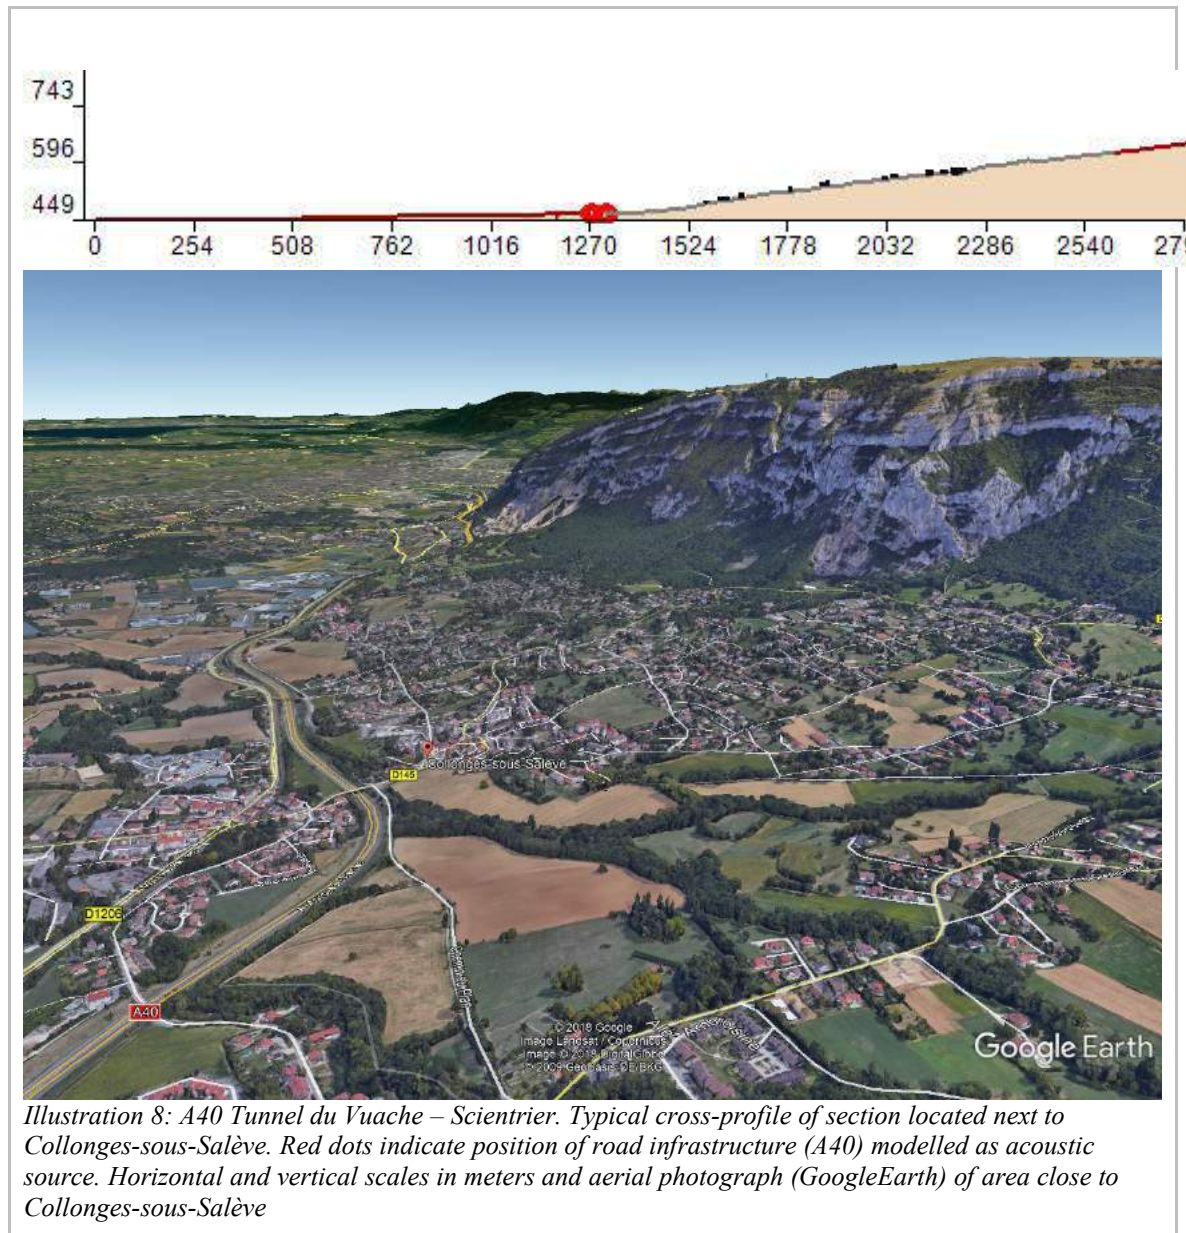 743
596
449
0 254 508 762 1016 1270 1524 1778 2032 2286 2540 279
D145
Collonges-sous-Salève
D1206
A40
© 2018 Google
Image Landsat / Copernicus
Image © 2018 DigitalGlobe
© 2009 GeoBasis-DE/BKG
Google Earth
Illustration 8: A40 Tunnel du Vuache – Scientrier. Typical cross-profile of section located next to
Collonges-sous-Salève. Red dots indicate position of road infrastructure (A40) modelled as acoustic
source. Horizontal and vertical scales in meters and aerial photograph (GoogleEarth) of area close to
Collonges-sous-Salève